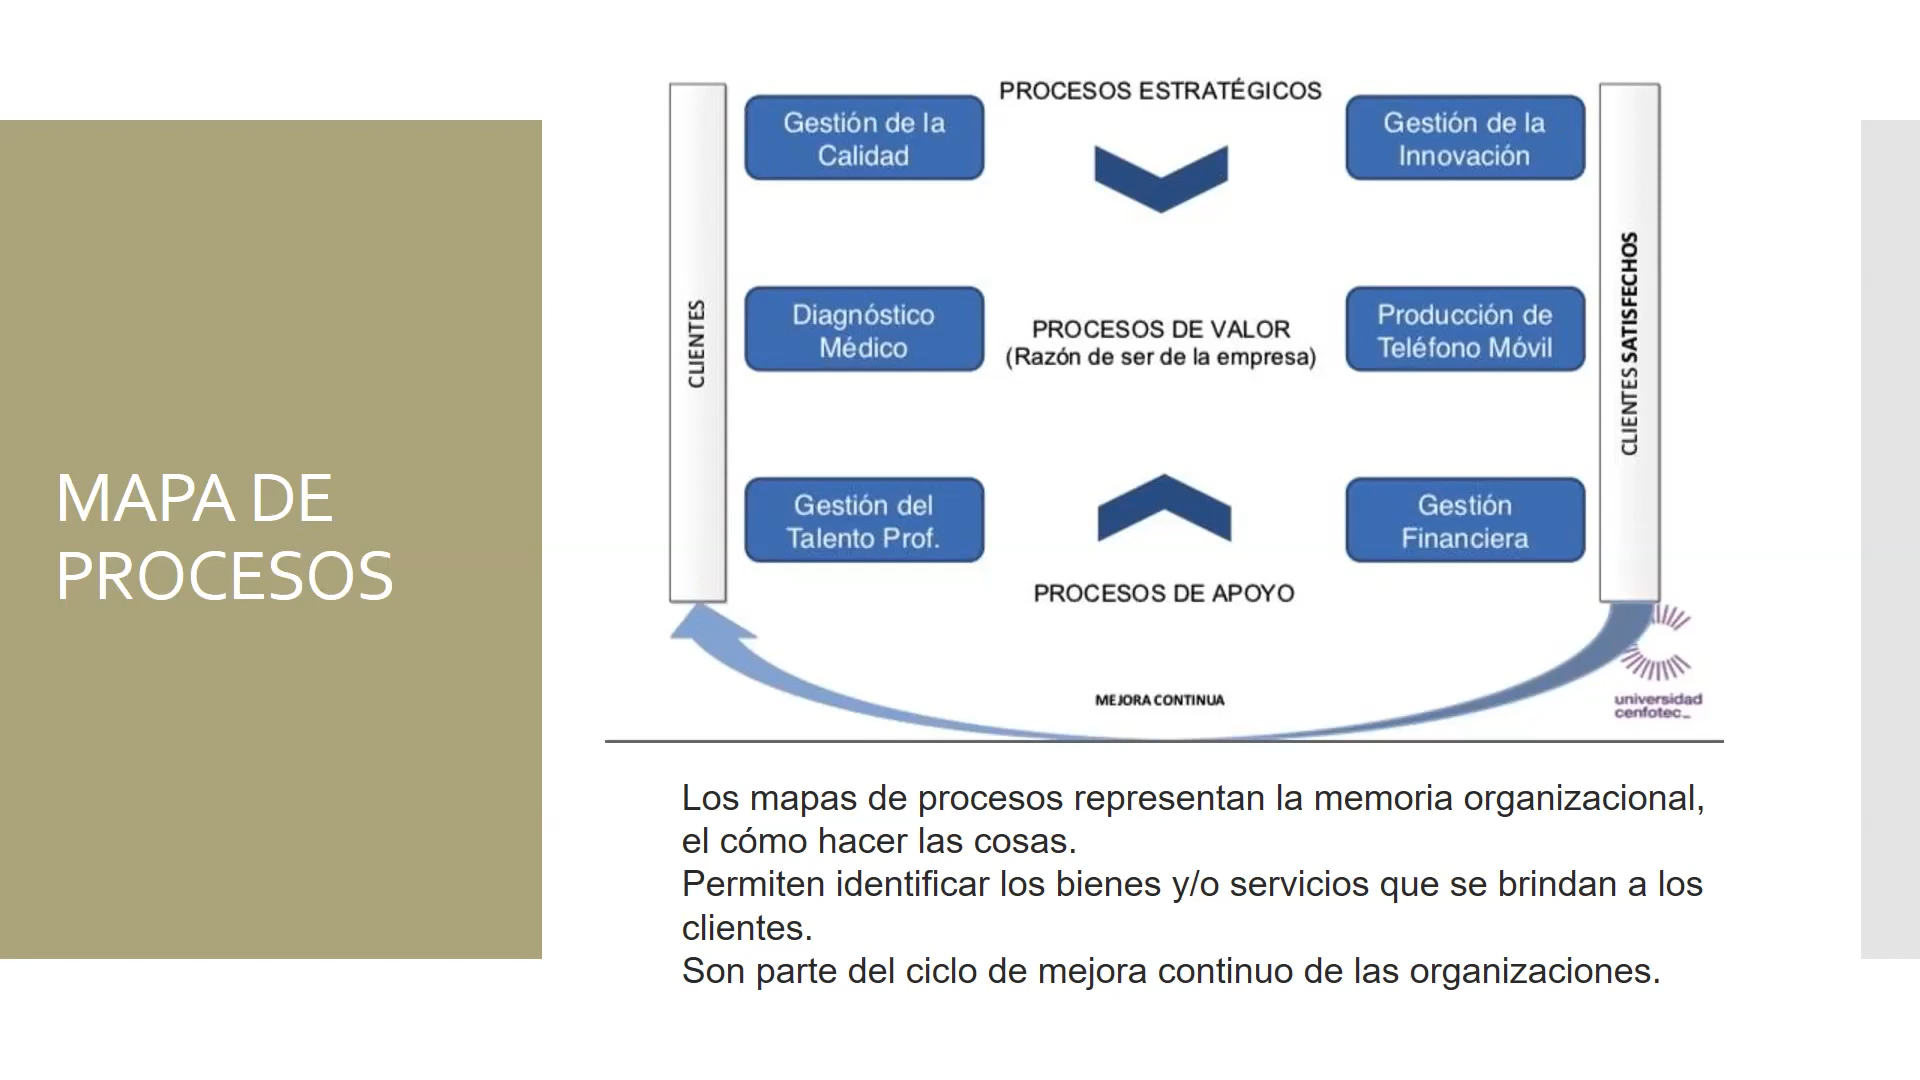 MAPA DE
PROCESOS
PROCESOS ESTRATÉGICOS
Gestión de la
Calidad
Gestión de la
Innovación
CLIENTES
Diagnóstico
Médico
PROCESOS DE VALOR
(Razón de ser de la empresa)
Producción de
Teléfono Móvil
CLIENTES SATISFECHOS
Gestión del
Talento Prof.
Gestión
Financiera
PROCESOS DE APOYO
MEJORA CONTINUA
universidad
cenfotec_
Los mapas de procesos representan la memoria organizacional,
el cómo hacer las cosas.
Permiten identificar los bienes y/o servicios que se brindan a los
clientes.
Son parte del ciclo de mejora continuo de las organizaciones.